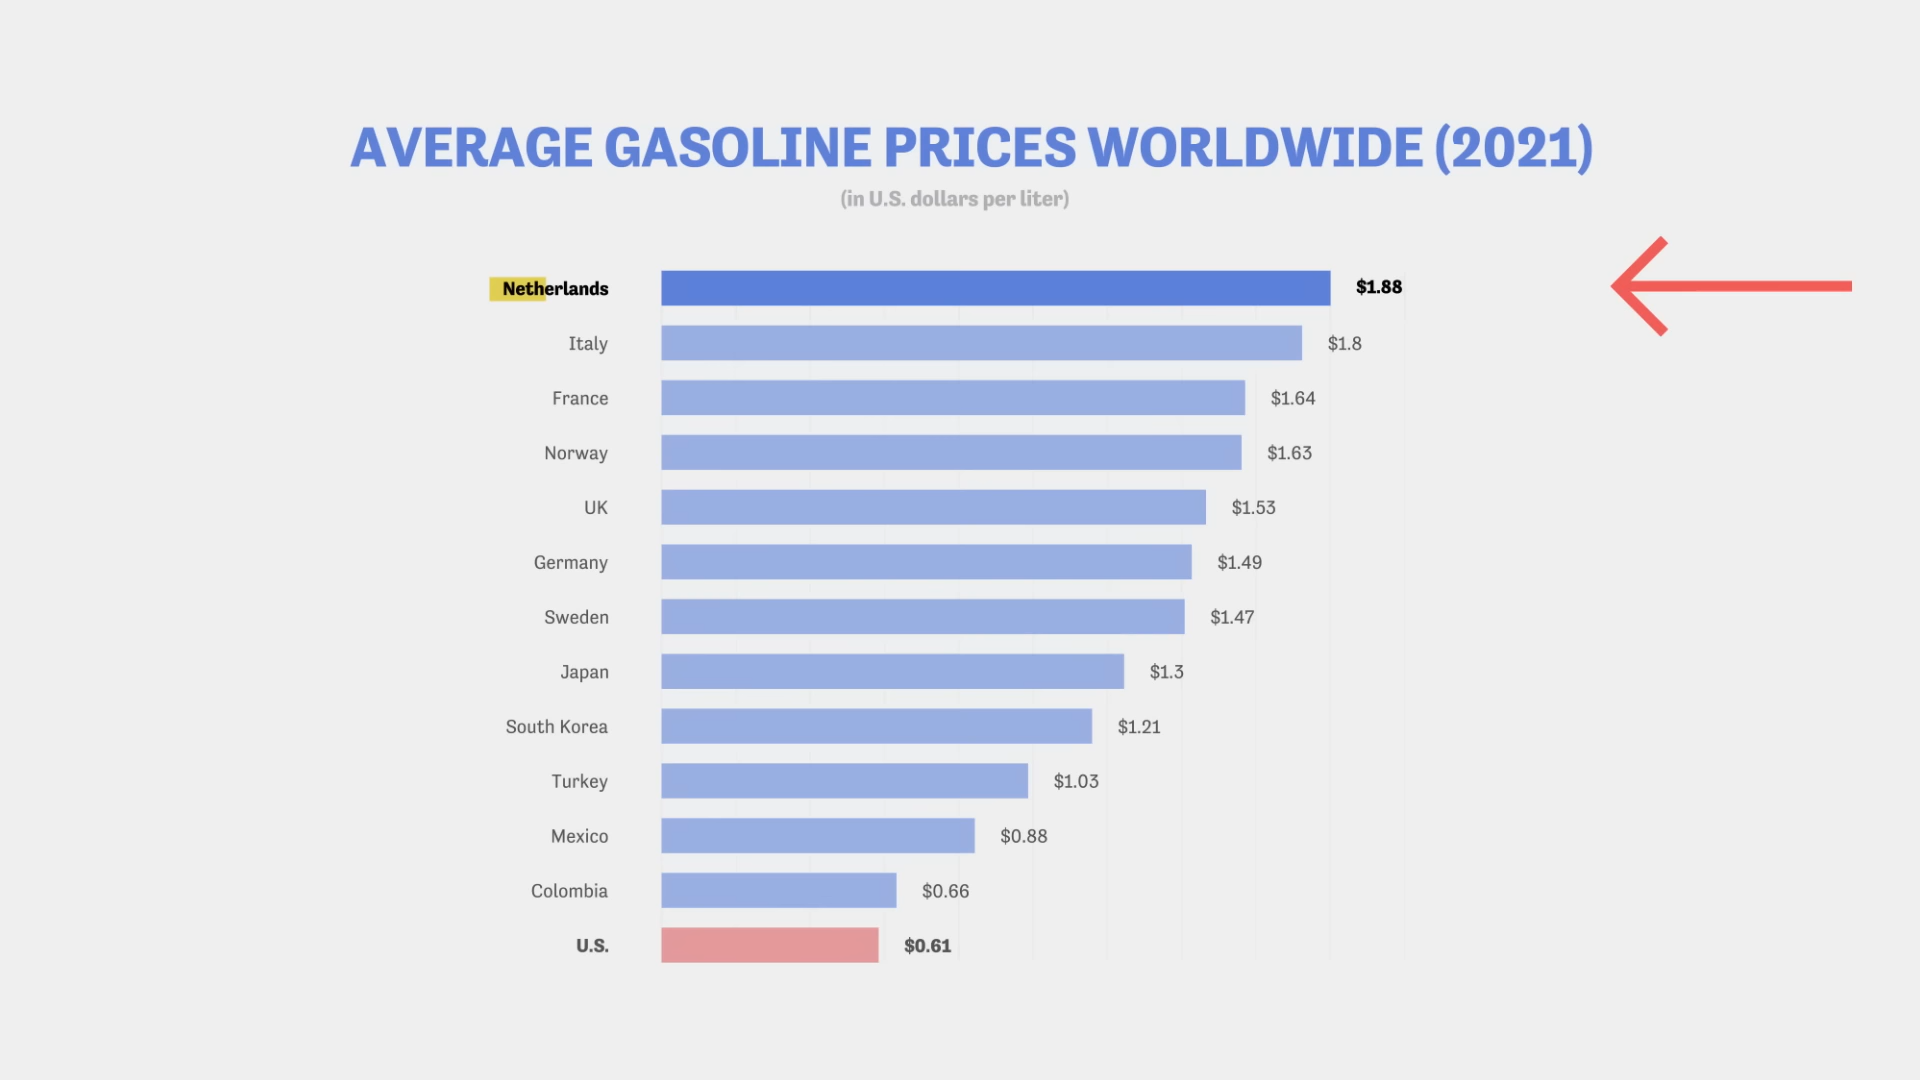 AVERAGE GASOLINE PRICES WORLDWIDE (2021)
(in U.S. dollars per liter)
Netherlands $1.88
Italy $1.8
France $1.64
Norway $1.63
UK $1.53
Germany $1.49
Sweden $1.47
Japan $1.3
South Korea $1.21
Turkey $1.03
Mexico $0.88
Colombia $0.66
U.S. $0.61